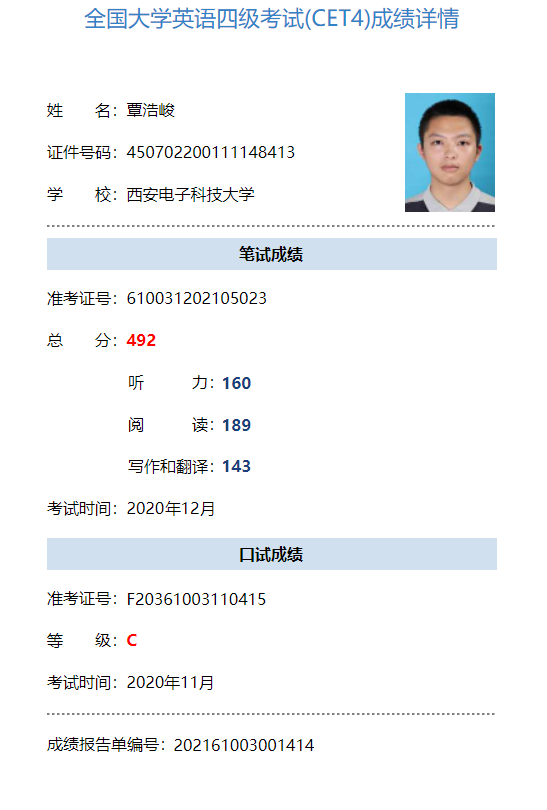 全国大学英语四级考试(CET4)成绩详情
姓　　名：覃浩峻
证件号码：450702200111148413
学　　校：西安电子科技大学
笔试成绩
准考证号：610031202105023
总　　分：492
听　　　力：160
阅　　　读：189
写作和翻译：143
考试时间：2020年12月
口试成绩
准考证号：F20361003110415
等　　级：C
考试时间：2020年11月
成绩报告单编号：202161003001414